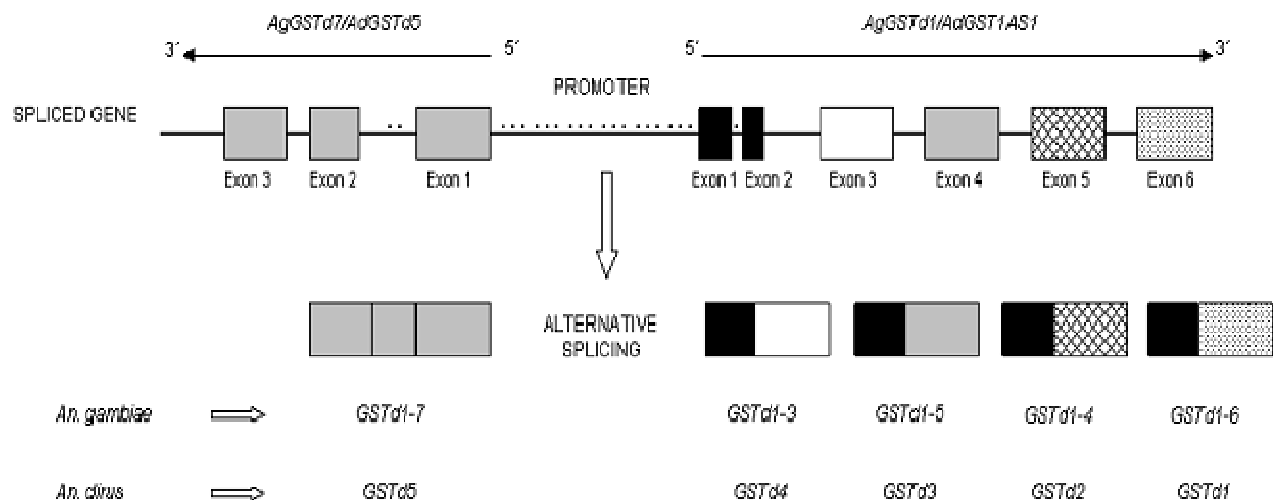 AgGSTd7/AdGSTd5 AgGSTd1/AdGST1AS1
3´ 5´ 5´ 3´
PROMOTER
SPLICED GENE
Exon 3 Exon 2 Exon 1 Exon 1 Exon 2 Exon 3 Exon 4 Exon 5 Exon 6
ALTERNATIVE
SPLICING
An. gambiae GSTd1-7 GSTd1-3 GSTd1-5 GSTd1-4 GSTd1-6
An. dirus GSTd5 GSTd4 GSTd3 GSTd2 GSTd1